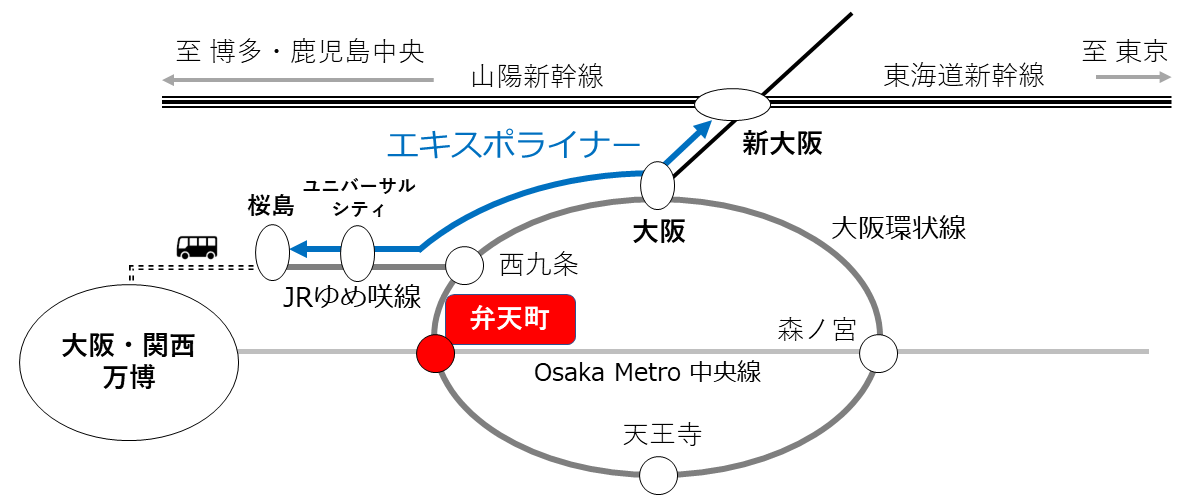 至 博多・鹿児島中央
山陽新幹線
東海道新幹線
至 東京
エキスポライナー
新大阪
ユニバーサル
シティ
桜島
大阪
大阪環状線
西九条
JRゆめ咲線
弁天町
森ノ宮
大阪・関西
万博
Osaka Metro 中央線
天王寺